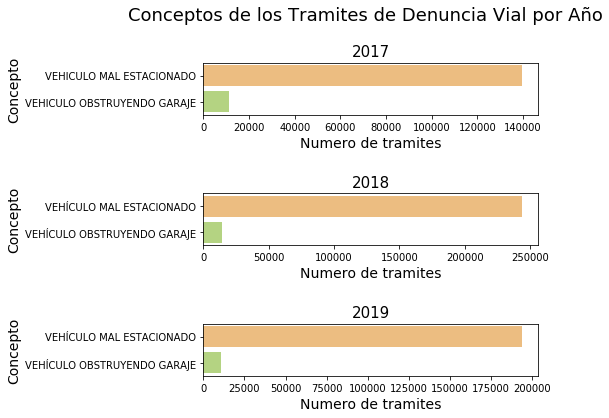 Conceptos de los Tramites de Denuncia Vial por Año
2017
Concepto
VEHICULO MAL ESTACIONADO
VEHICULO OBSTRUYENDO GARAJE
0 20000 40000 60000 80000 100000 120000 140000
Numero de tramites
2018
Concepto
VEHÍCULO MAL ESTACIONADO
VEHÍCULO OBSTRUYENDO GARAJE
0 50000 100000 150000 200000 250000
Numero de tramites
2019
Concepto
VEHÍCULO MAL ESTACIONADO
VEHÍCULO OBSTRUYENDO GARAJE
0 25000 50000 75000 100000 125000 150000 175000 200000
Numero de tramites